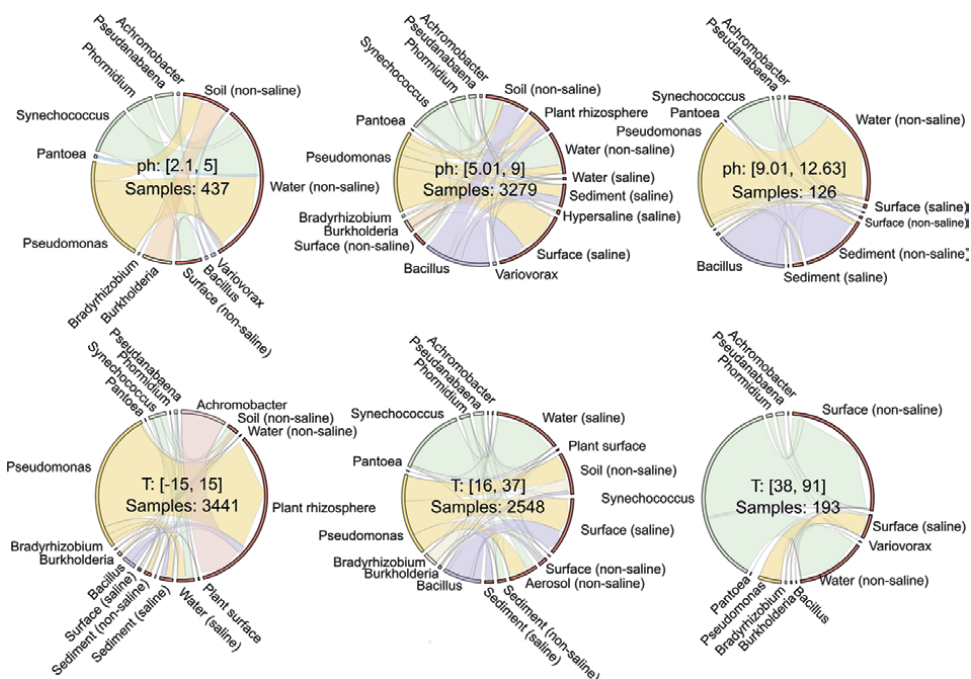 Achromobacter
Pseudanabaena
Phormidium
Synechococcus
Pantoea
Pseudomonas
Bradyrhizobium
Burkholderia
Soil (non-saline)
Water (non-saline)
Variovorax
Bacillus
Surface (non-saline)
ph: [2.1, 5]
Samples: 437
Achromobacter
Pseudanabaena
Phormidium
Synechococcus
Pantoea
Pseudomonas
Bradyrhizobium
Burkholderia
Surface (non-saline)
Bacillus
Soil (non-saline)
Plant rhizosphere
Water (non-saline)
Water (saline)
Sediment (saline)
Hypersaline (saline)
Surface (saline)
Variovorax
ph: [5.01, 9]
Samples: 3279
Achromobacter
Pseudanabaena
Synechococcus
Pantoea
Pseudomonas
Bacillus
Water (non-saline)
Surface (saline)
Surface (non-saline)
Sediment (non-saline)
Sediment (saline)
ph: [9.01, 12.63]
Samples: 126
Pseudanabaena
Phormidium
Synechococcus
Pantoea
Pseudomonas
Bradyrhizobium
Burkholderia
Bacillus
Surface (saline)
Sediment (non-saline)
Sediment (saline)
Water (saline)
Plant surface
Achromobacter
Soil (non-saline)
Water (non-saline)
Plant rhizosphere
T: [-15, 15]
Samples: 3441
Achromobacter
Pseudanabaena
Phormidium
Synechococcus
Pantoea
Pseudomonas
Bradyrhizobium
Burkholderia
Bacillus
Water (saline)
Plant surface
Soil (non-saline)
Surface (saline)
Surface (non-saline)
Aerosol (non-saline)
Sediment (non-saline)
Sediment (saline)
T: [16, 37]
Samples: 2548
Achromobacter
Pseudanabaena
Phormidium
Synechococcus
Pantoea
Pseudomonas
Bradyrhizobium
Burkholderia
Bacillus
Surface (non-saline)
Surface (saline)
Variovorax
Water (non-saline)
T: [38, 91]
Samples: 193